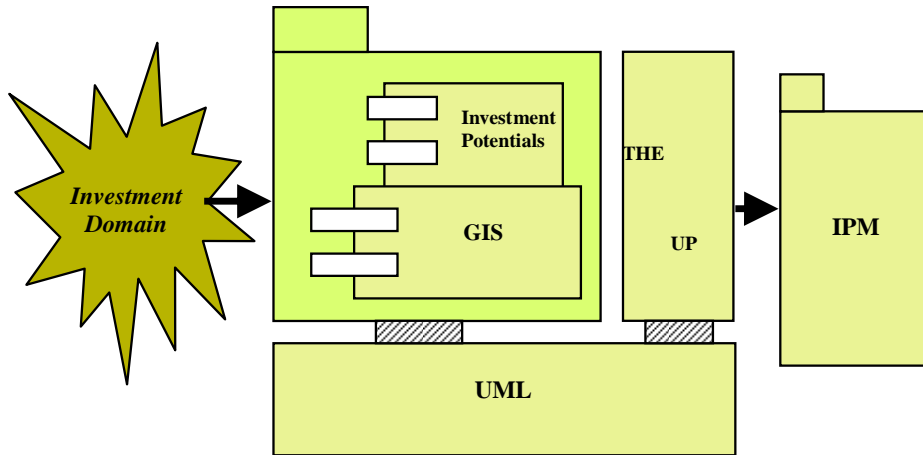 Investment
Domain
Investment
Potentials
GIS
THE
UP
IPM
UML